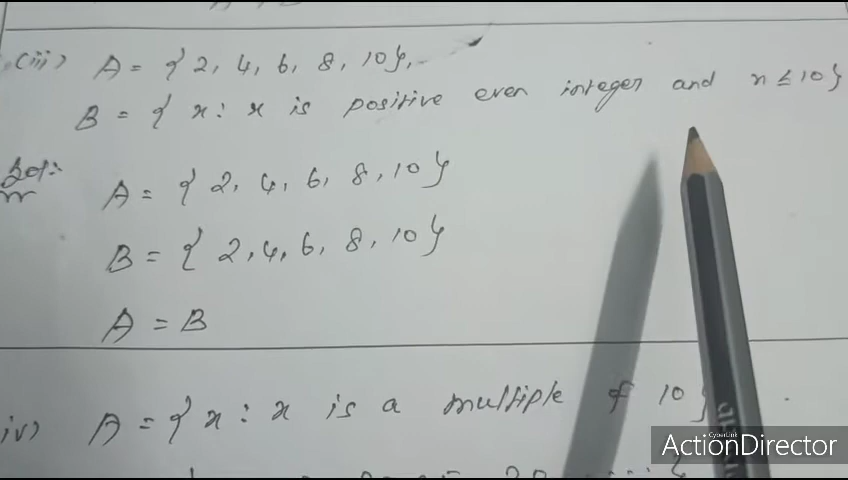 (iii) A = { 2, 4, 6, 8, 10 },
B = { x : x is positive even integer and x ≤ 10 }
Sol:
A = { 2, 4, 6, 8, 10 }
B = { 2, 4, 6, 8, 10 }
A = B
iv) A = { x : x is a multiple of 10 }
CyberLink
ActionDirector